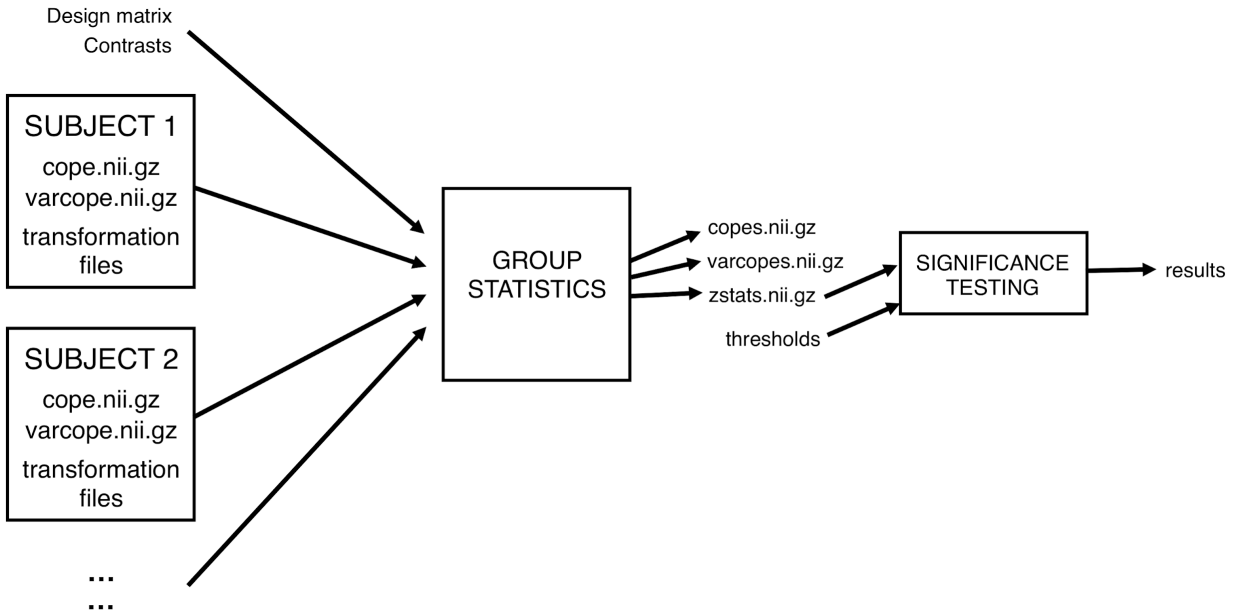 Design matrix
Contrasts
SUBJECT 1
cope.nii.gz
varcope.nii.gz
transformation
files
SUBJECT 2
cope.nii.gz
varcope.nii.gz
transformation
files
...
...
GROUP
STATISTICS
copes.nii.gz
varcopes.nii.gz
zstats.nii.gz
thresholds
SIGNIFICANCE
TESTING
results